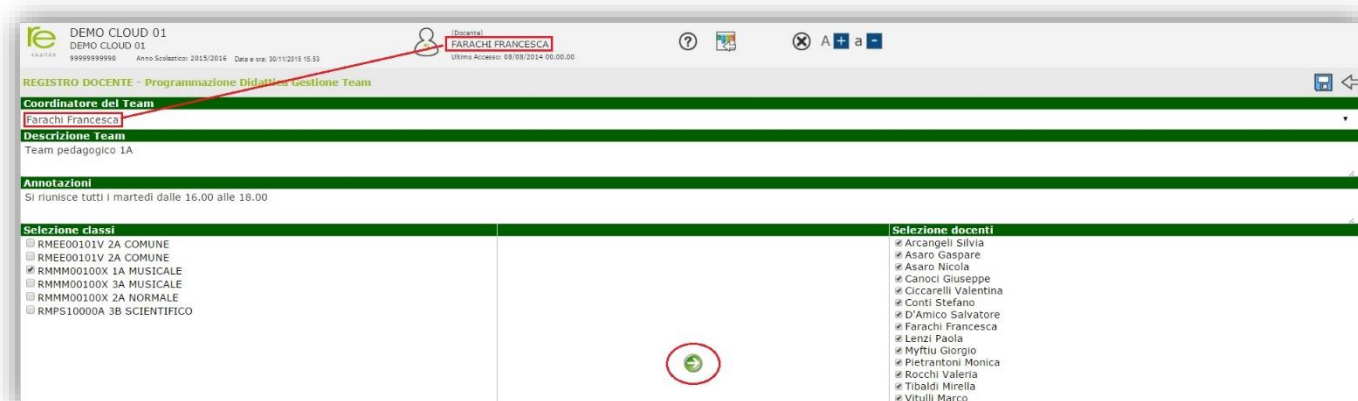 re
DEMO CLOUD 01
DEMO CLOUD 01
99999999990 Anno Scolastico: 2015/2016 Data e ora: 30/11/2015 15.53
(Docente)
FARACHI FRANCESCA
Ultimo Accesso: 08/09/2014 00.00.00
? A + a -
REGISTRO DOCENTE - Programmazione Didattica Gestione Team
Coordinatore del Team
Farachi Francesca
Descrizione Team
Team pedagogico 1A
Annotazioni
Si riunisce tutti i martedì dalle 16.00 alle 18.00
Selezione classi
RMEE00101V 2A COMUNE
RMEE00101V 2A COMUNE
RMMM00100X 1A MUSICALE
RMMM00100X 3A MUSICALE
RMMM00100X 2A NORMALE
RMPS10000A 3B SCIENTIFICO
Selezione docenti
Arcangeli Silvia
Asaro Gaspare
Asaro Nicola
Canoci Giuseppe
Ciccarelli Valentina
Conti Stefano
D'Amico Salvatore
Farachi Francesca
Lenzi Paola
Myftiu Giorgio
Pietrantoni Monica
Rocchi Valeria
Tibaldi Mirella
Vitulli Marco